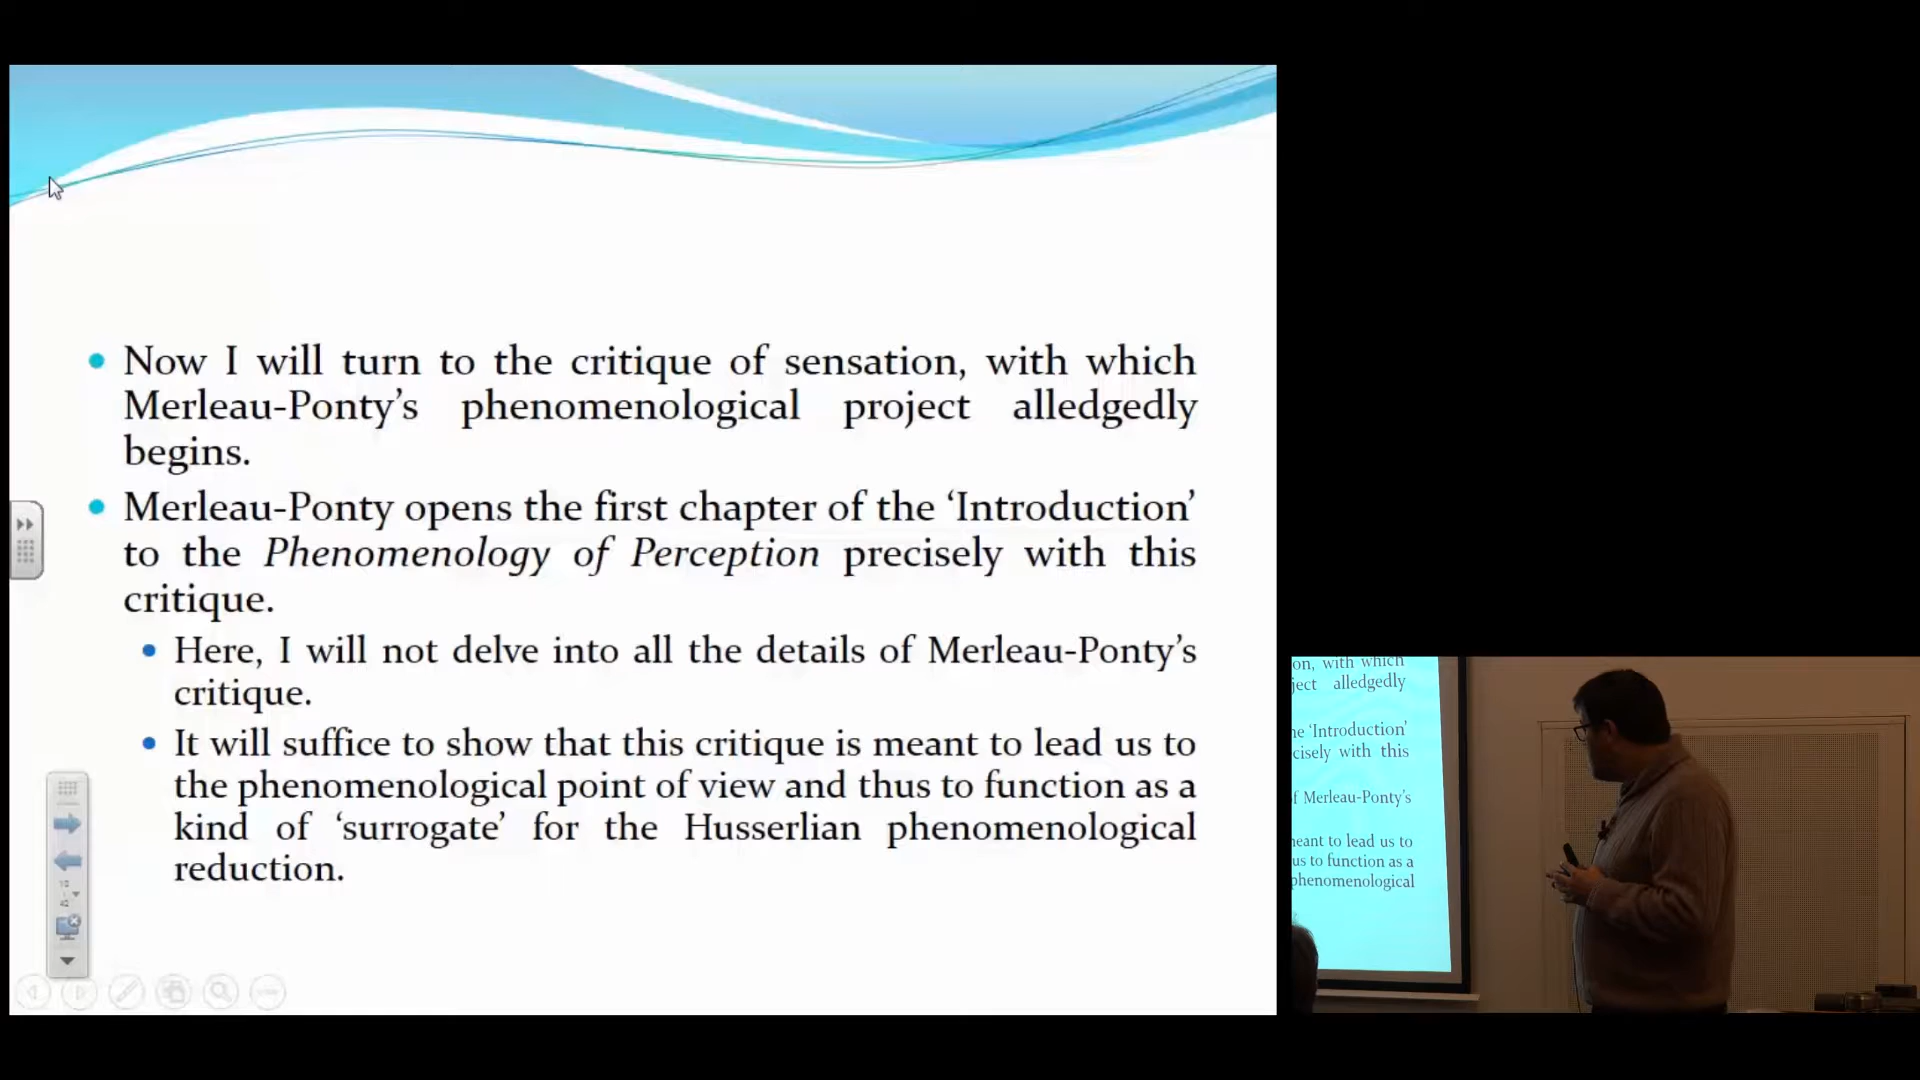 Now I will turn to the critique of sensation, with which
Merleau-Ponty’s phenomenological project alledgedly
begins.
Merleau-Ponty opens the first chapter of the ‘Introduction’
to the Phenomenology of Perception precisely with this
critique.
Here, I will not delve into all the details of Merleau-Ponty’s
critique.
It will suffice to show that this critique is meant to lead us to
the phenomenological point of view and thus to function as a
kind of ‘surrogate’ for the Husserlian phenomenological
reduction.
on, with which
ject alledgedly
‘Introduction’
cisely with this
Merleau-Ponty’s
meant to lead us to
us to function as a
phenomenological